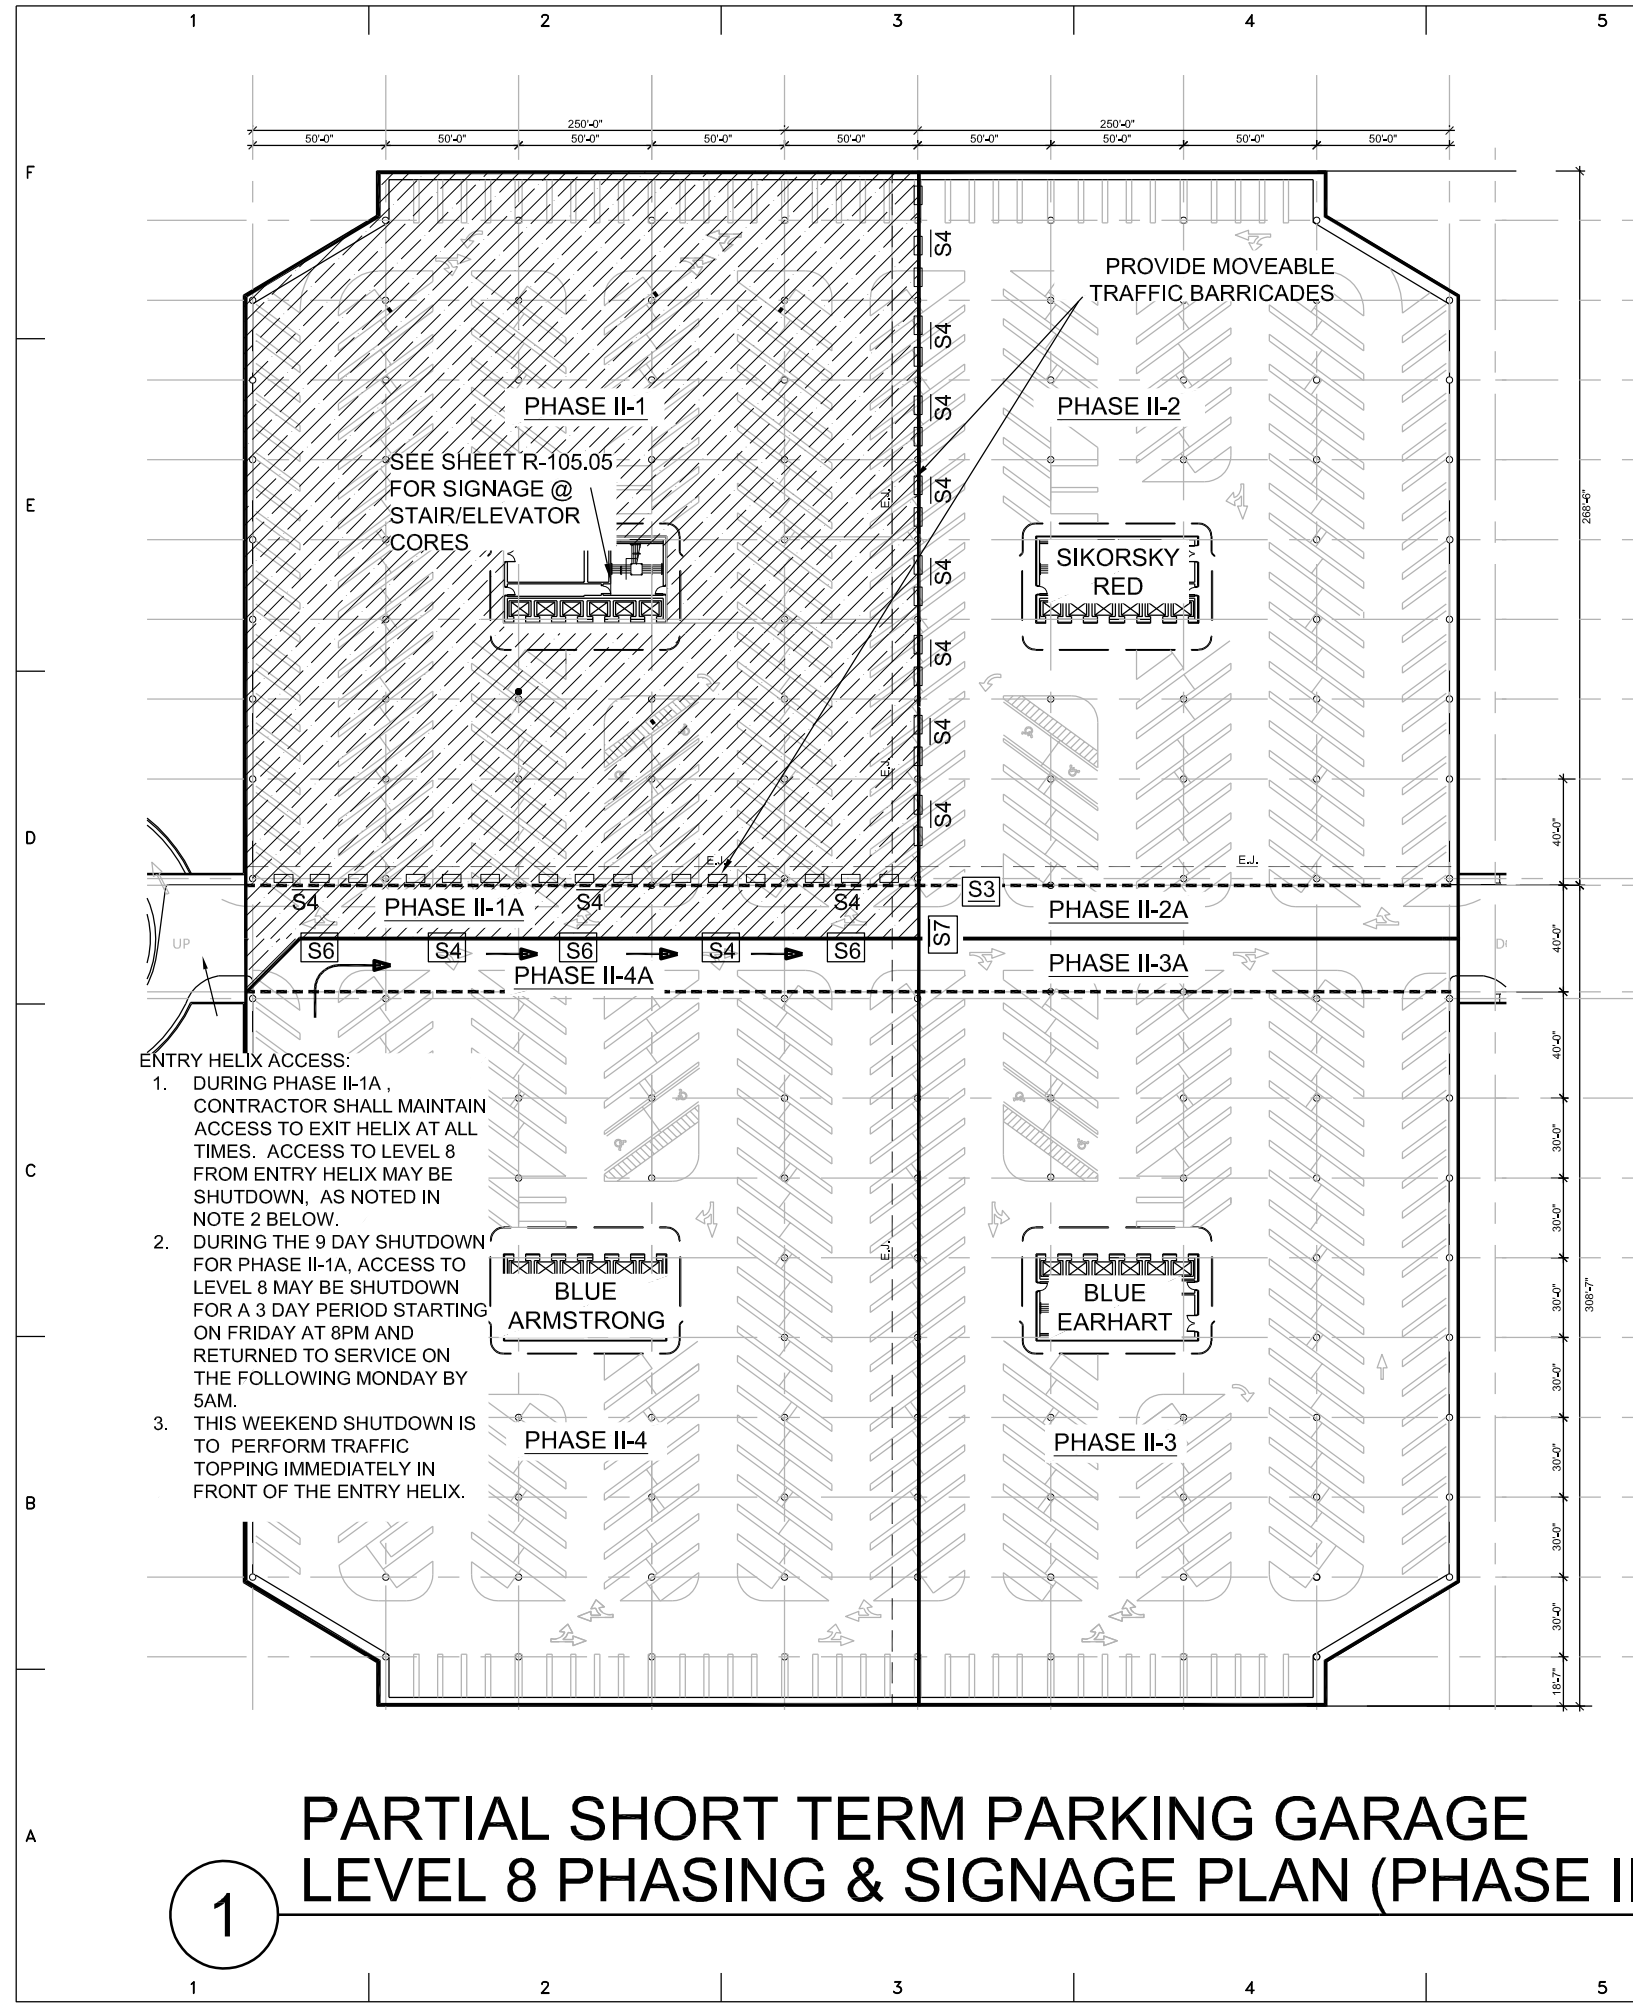 1 2 3 4 5
250'-0" 250'-0"
50'-0" 50'-0" 50'-0" 50'-0" 50'-0" 50'-0" 50'-0" 50'-0" 50'-0"
F
S4
PROVIDE MOVEABLE
TRAFFIC BARRICADES
S4
PHASE II-1
S4
PHASE II-2
SEE SHEET R-105.05
FOR SIGNAGE @
STAIR/ELEVATOR
CORES
E
E.J.
S4
268'-6"
S4
SIKORSKY
RED
S4
S4
E.J.
S4
D
40'-0"
E.J.
E.J.
S4
PHASE II-1A
S4
S4
S3
PHASE II-2A
UP
S6
S4
S6
S4
S6
S7
40'-0"
PHASE II-4A
PHASE II-3A
40'-0"
ENTRY HELIX ACCESS:
1. DURING PHASE II-1A ,
CONTRACTOR SHALL MAINTAIN
ACCESS TO EXIT HELIX AT ALL
TIMES. ACCESS TO LEVEL 8
FROM ENTRY HELIX MAY BE
SHUTDOWN, AS NOTED IN
NOTE 2 BELOW.
2. DURING THE 9 DAY SHUTDOWN
FOR PHASE II-1A, ACCESS TO
LEVEL 8 MAY BE SHUTDOWN
FOR A 3 DAY PERIOD STARTING
ON FRIDAY AT 8PM AND
RETURNED TO SERVICE ON
THE FOLLOWING MONDAY BY
5AM.
3. THIS WEEKEND SHUTDOWN IS
TO PERFORM TRAFFIC
TOPPING IMMEDIATELY IN
FRONT OF THE ENTRY HELIX.
C
30'-0"
30'-0"
E.J.
BLUE
ARMSTRONG
BLUE
EARHART
30'-0"
308'-7"
30'-0"
PHASE II-4
PHASE II-3
30'-0"
B
30'-0"
30'-0"
18'-7"
A
PARTIAL SHORT TERM PARKING GARAGE
LEVEL 8 PHASING & SIGNAGE PLAN (PHASE II
1
1 2 3 4 5